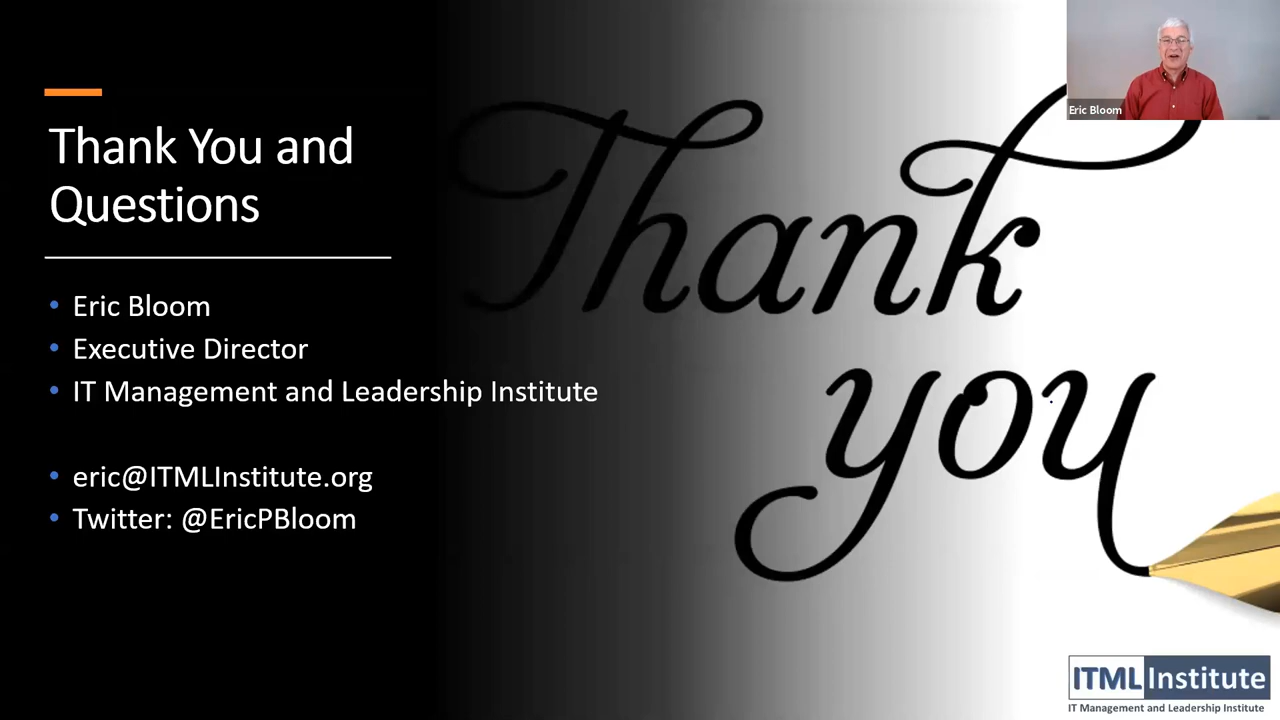 Thank You and
Questions
Eric Bloom
Executive Director
IT Management and Leadership Institute
eric@ITMLInstitute.org
Twitter: @EricPBloom
Thank
you
Eric Bloom
ITML Institute
IT Management and Leadership Institute